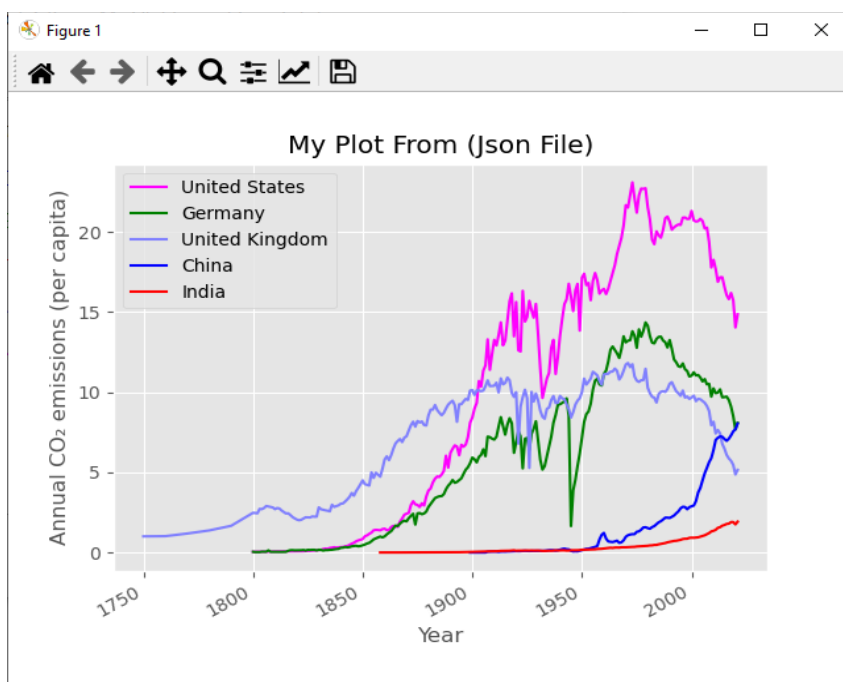 Figure 1
My Plot From (Json File)
United States
Germany
United Kingdom
China
India
Annual CO₂ emissions (per capita)
20
15
10
5
0
1750
1800
1850
1900
1950
2000
Year